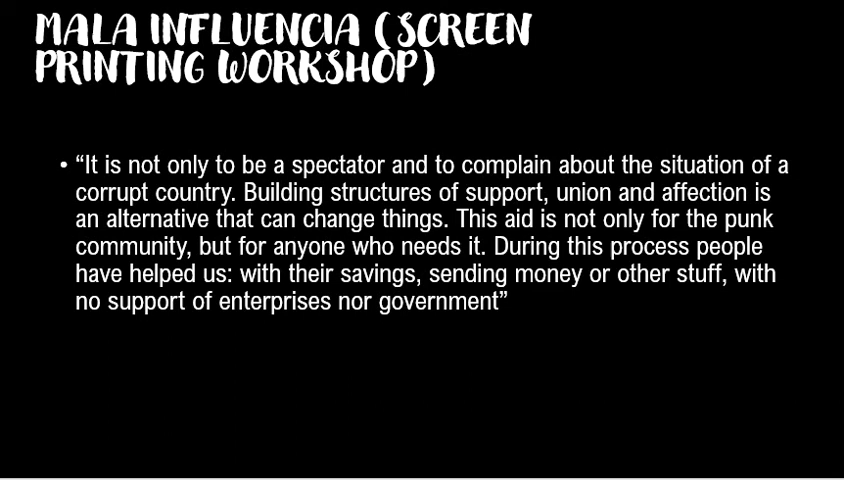 MALA INFLUENCIA (SCREEN
PRINTING WORKSHOP)
• “It is not only to be a spectator and to complain about the situation of a
corrupt country. Building structures of support, union and affection is
an alternative that can change things. This aid is not only for the punk
community, but for anyone who needs it. During this process people
have helped us: with their savings, sending money or other stuff, with
no support of enterprises nor government”